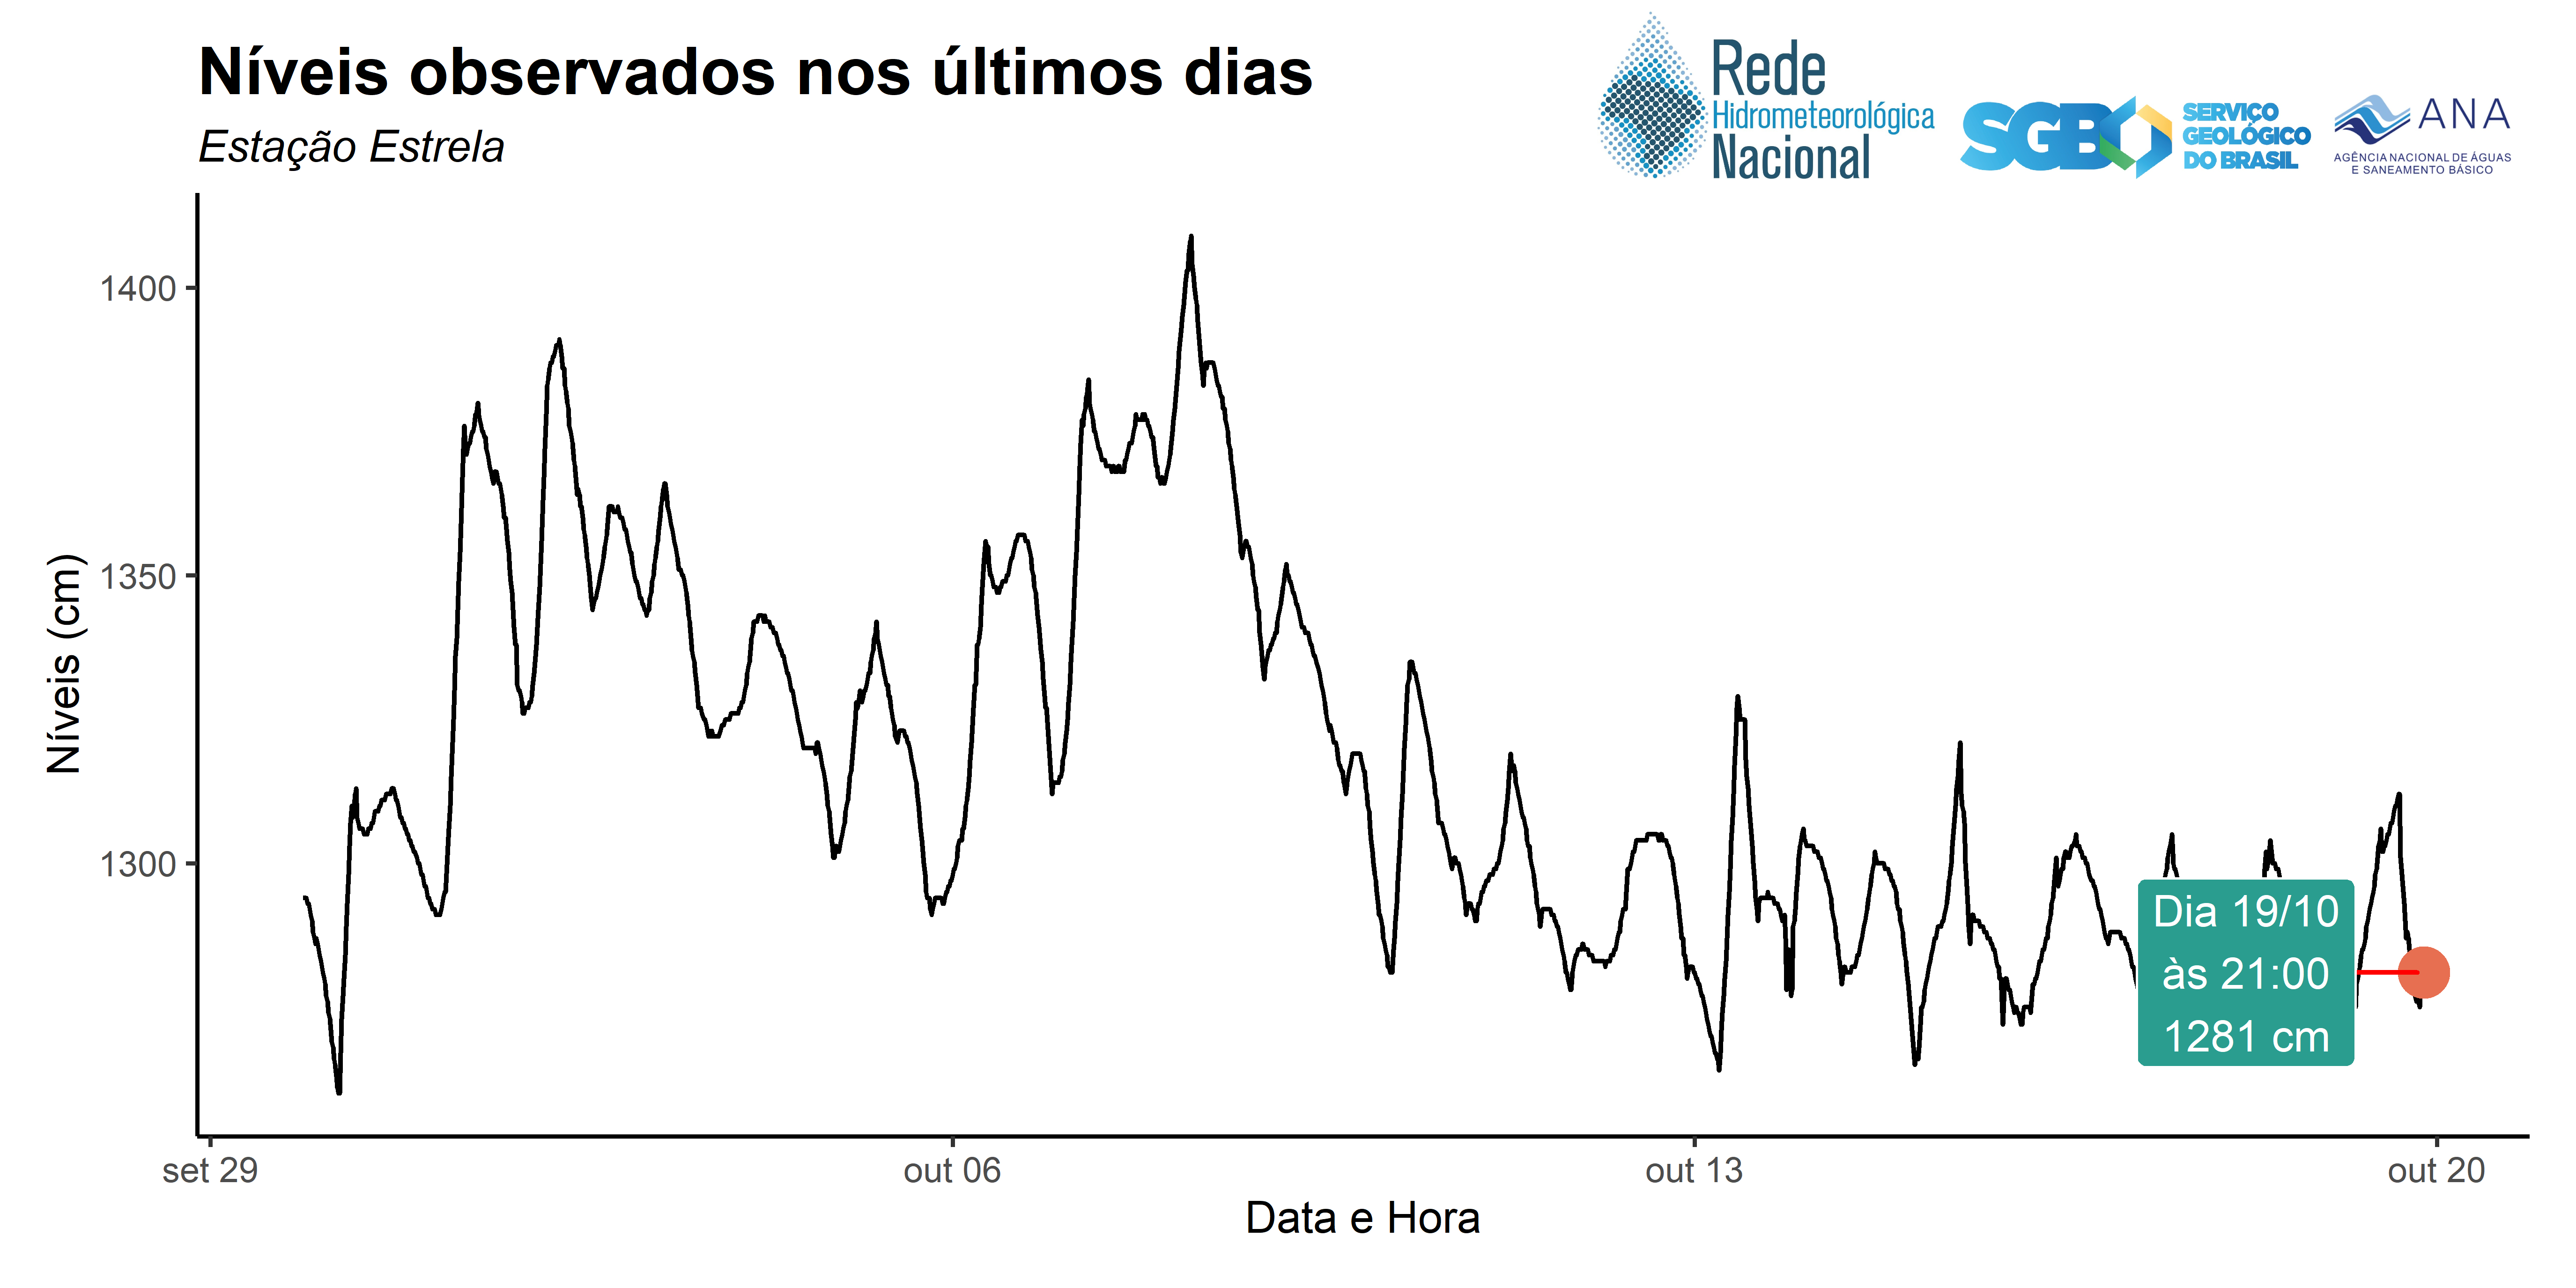 Níveis observados nos últimos dias
Estação Estrela
Rede
Hidrometeorológica
Nacional
SGB
SERVIÇO
GEOLÓGICO
DO BRASIL
ANA
AGÊNCIA NACIONAL DE ÁGUAS
E SANEAMENTO BÁSICO
Níveis (cm)
1400
1350
1300
Dia 19/10
às 21:00
1281 cm
set 29
out 06
out 13
out 20
Data e Hora